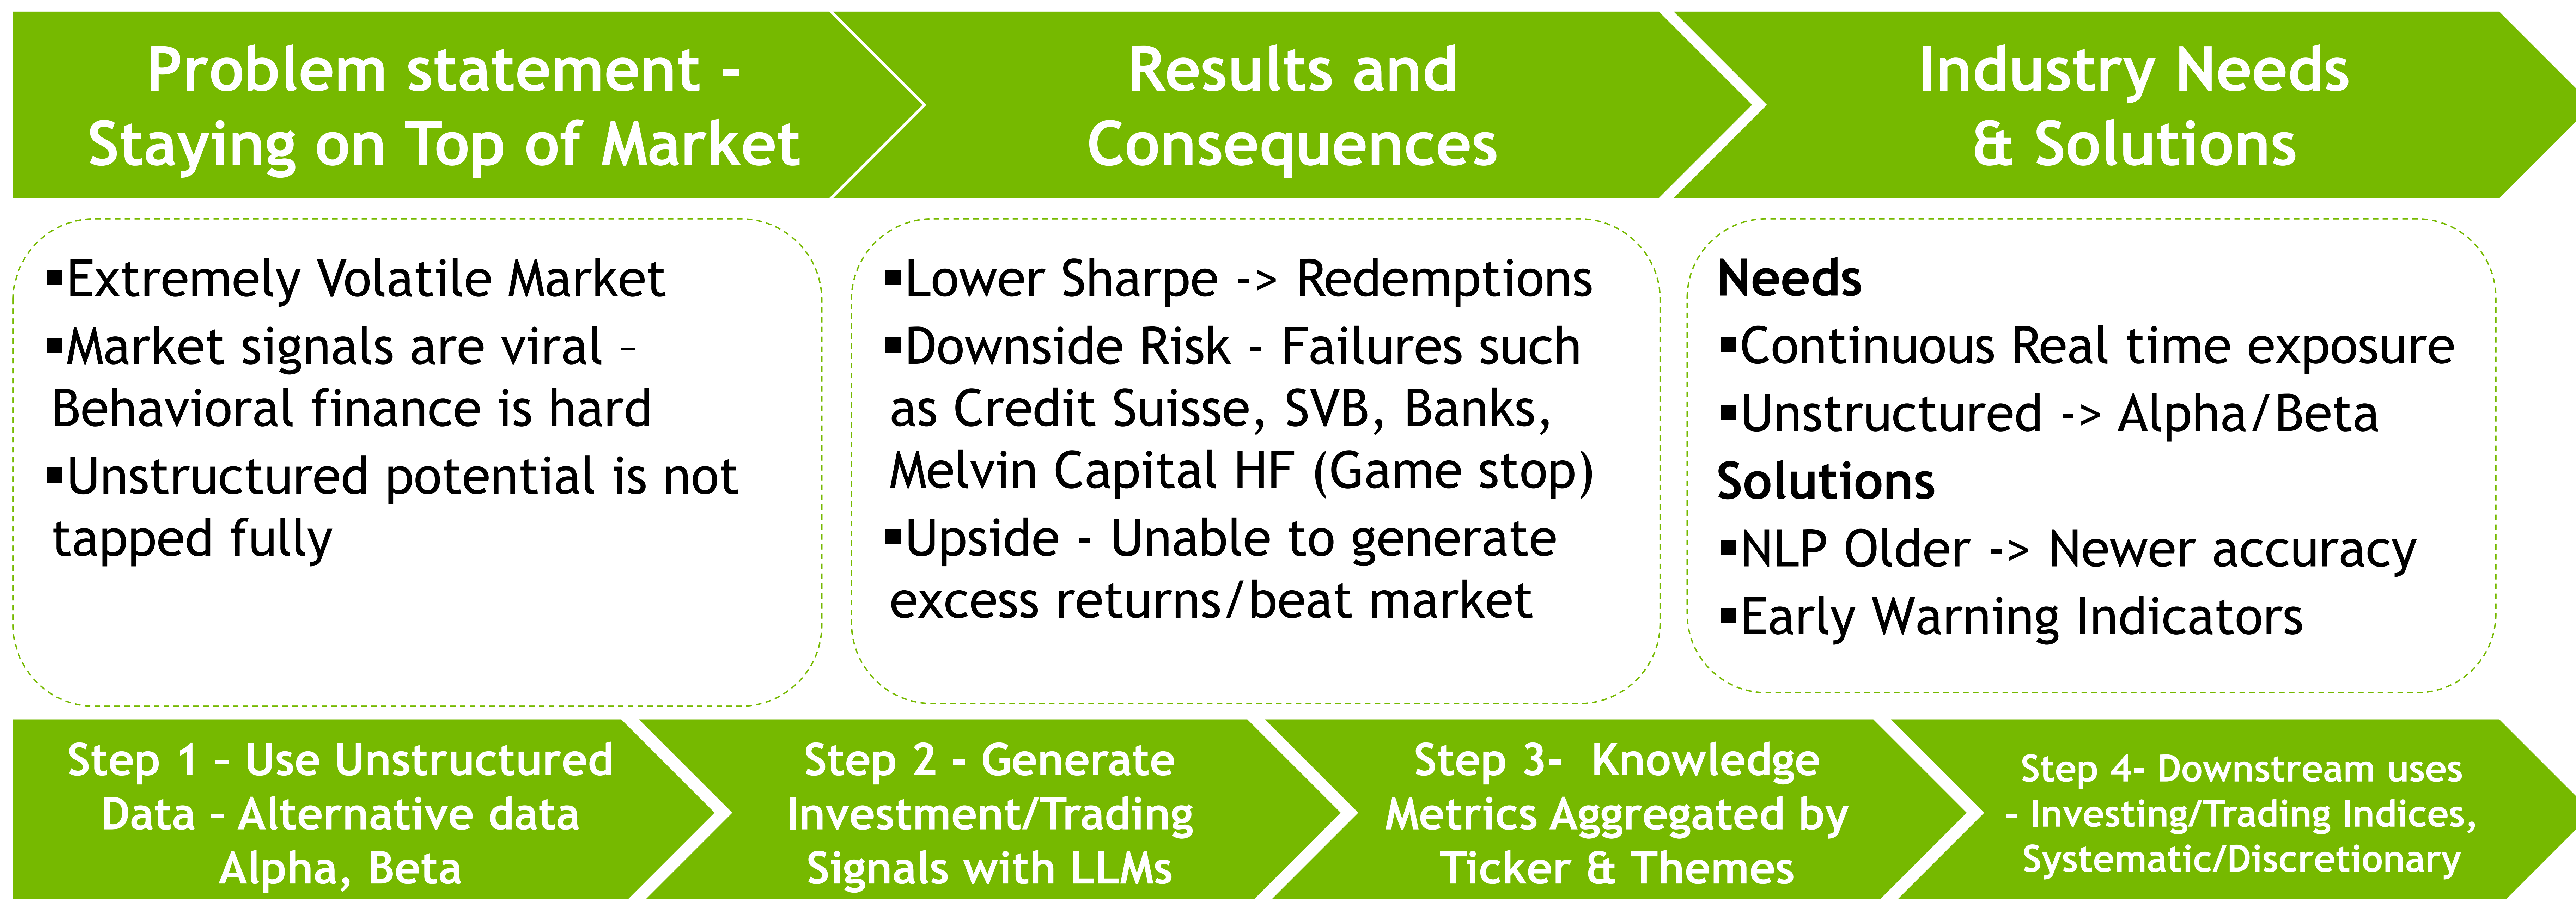 Problem statement -
Staying on Top of Market
Results and
Consequences
Industry Needs
& Solutions
▪Extremely Volatile Market
▪Market signals are viral –
Behavioral finance is hard
▪Unstructured potential is not
tapped fully
▪Lower Sharpe -> Redemptions
▪Downside Risk - Failures such
as Credit Suisse, SVB, Banks,
Melvin Capital HF (Game stop)
▪Upside - Unable to generate
excess returns/beat market
Needs
▪Continuous Real time exposure
▪Unstructured -> Alpha/Beta
Solutions
▪NLP Older -> Newer accuracy
▪Early Warning Indicators
Step 1 – Use Unstructured
Data – Alternative data
Alpha, Beta
Step 2 - Generate
Investment/Trading
Signals with LLMs
Step 3- Knowledge
Metrics Aggregated by
Ticker & Themes
Step 4- Downstream uses
– Investing/Trading Indices,
Systematic/Discretionary